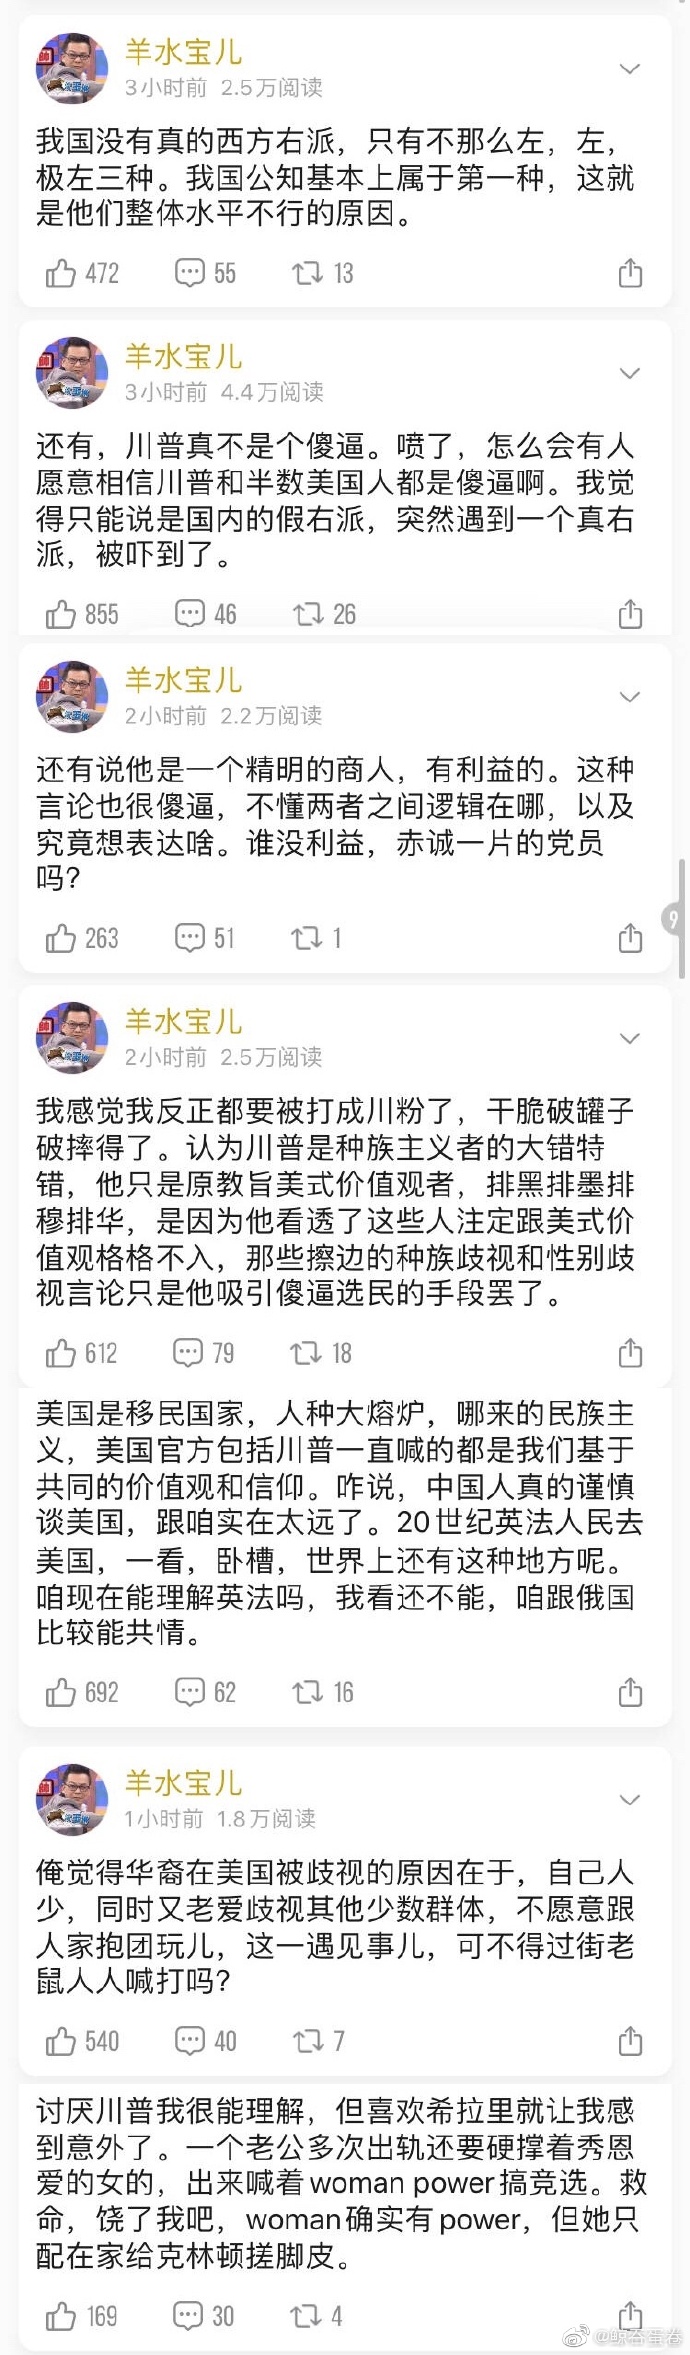 羊水宝儿
3小时前 2.5万阅读
我国没有真的西方右派，只有不那么左，左，
极左三种。我国公知基本上属于第一种，这就
是他们整体水平不行的原因。
472 55 13
羊水宝儿
3小时前 4.4万阅读
还有，川普真不是个傻逼。喷了，怎么会有人
愿意相信川普和半数美国人都是傻逼啊。我觉
得只能说是国内的假右派，突然遇到一个真右
派，被吓到了。
855 46 26
羊水宝儿
2小时前 2.2万阅读
还有说他是一个精明的商人，有利益的。这种
言论也很傻逼，不懂两者之间逻辑在哪，以及
究竟想表达啥。谁没利益，赤诚一片的党员
吗？
263 51 1
9
羊水宝儿
2小时前 2.5万阅读
我感觉我反正都要被打成川粉了，干脆破罐子
破摔得了。认为川普是种族主义者的大错特
错，他只是原教旨美式价值观者，排黑排墨排
穆排华，是因为他看透了这些人注定跟美式价
值观格格不入，那些擦边的种族歧视和性别歧
视言论只是他吸引傻逼选民的手段罢了。
612 79 18
美国是移民国家，人种大熔炉，哪来的民族主
义，美国官方包括川普一直喊的都是我们基于
共同的价值观和信仰。咋说，中国人真的谨慎
谈美国，跟咱实在太远了。20世纪英法人民去
美国，一看，卧槽，世界上还有这种地方呢。
咱现在能理解英法吗，我看还不能，咱跟俄国
比较能共情。
692 62 16
羊水宝儿
1小时前 1.8万阅读
俺觉得华裔在美国被歧视的原因在于，自己人
少，同时又老爱歧视其他少数群体，不愿意跟
人家抱团玩儿，这一遇见事儿，可不得过街老
鼠人人喊打吗？
540 40 7
讨厌川普我很能理解，但喜欢希拉里就让我感
到意外了。一个老公多次出轨还要硬撑着秀恩
爱的女的，出来喊着woman power搞竞选。救
命，饶了我吧，woman确实有power，但她只
配在家给克林顿搓脚皮。
169 30 4
@鲸吞蛋卷